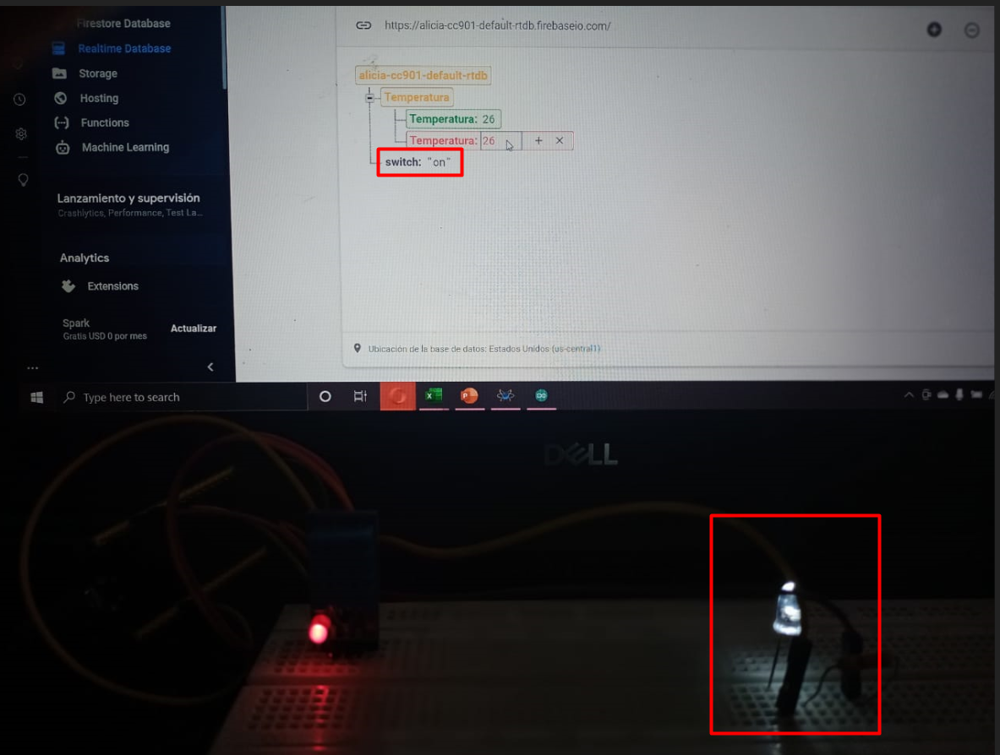 Firestore Database
Realtime Database
Storage
Hosting
Functions
Machine Learning
Lanzamiento y supervisión
Crashlytics, Performance, Test La...
Analytics
Extensions
Spark
Gratis USD 0 por mes
Actualizar
https://alicia-cc901-default-rtdb.firebaseio.com/
alicia-cc901-default-rtdb
Temperatura
Temperatura: 26
Temperatura: 26
switch: "on"
Ubicación de la base de datos: Estados Unidos (us-central1)
Type here to search
DELL